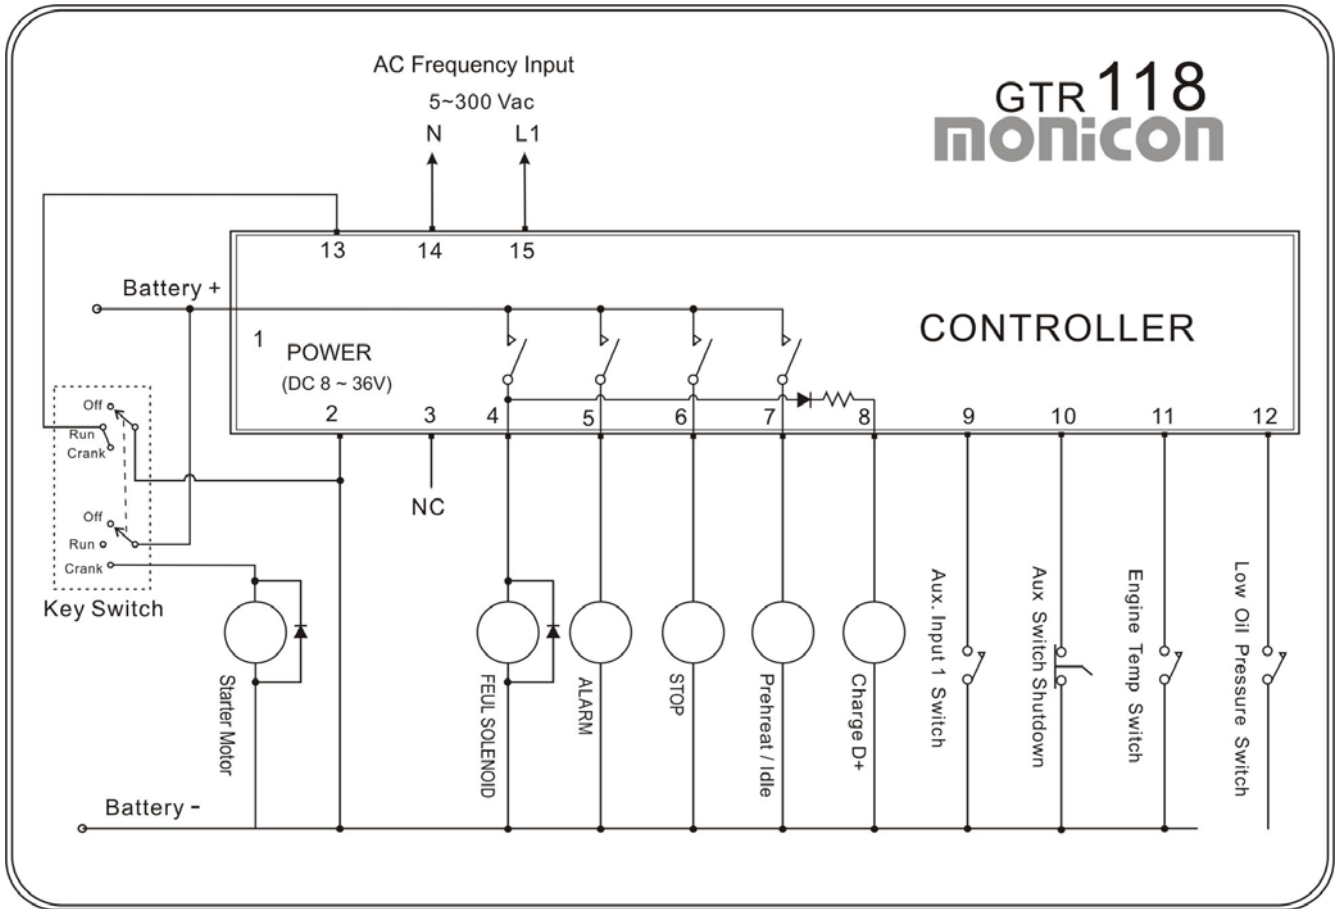 AC Frequency Input
5~300 Vac
N L1
GTR 118
monicon
13 14 15
Battery +
CONTROLLER
1
POWER
(DC 8 ~ 36V)
2 3 4 5 6 7 8 9 10 11 12
Off
Run
Crank
NC
Off
Run
Crank
Key Switch
Starter Motor
FEUL SOLENOID
ALARM
STOP
Prehreat / Idle
Charge D+
Aux. Input 1 Switch
Aux Switch Shutdown
Engine Temp Switch
Low Oil Pressure Switch
Battery -